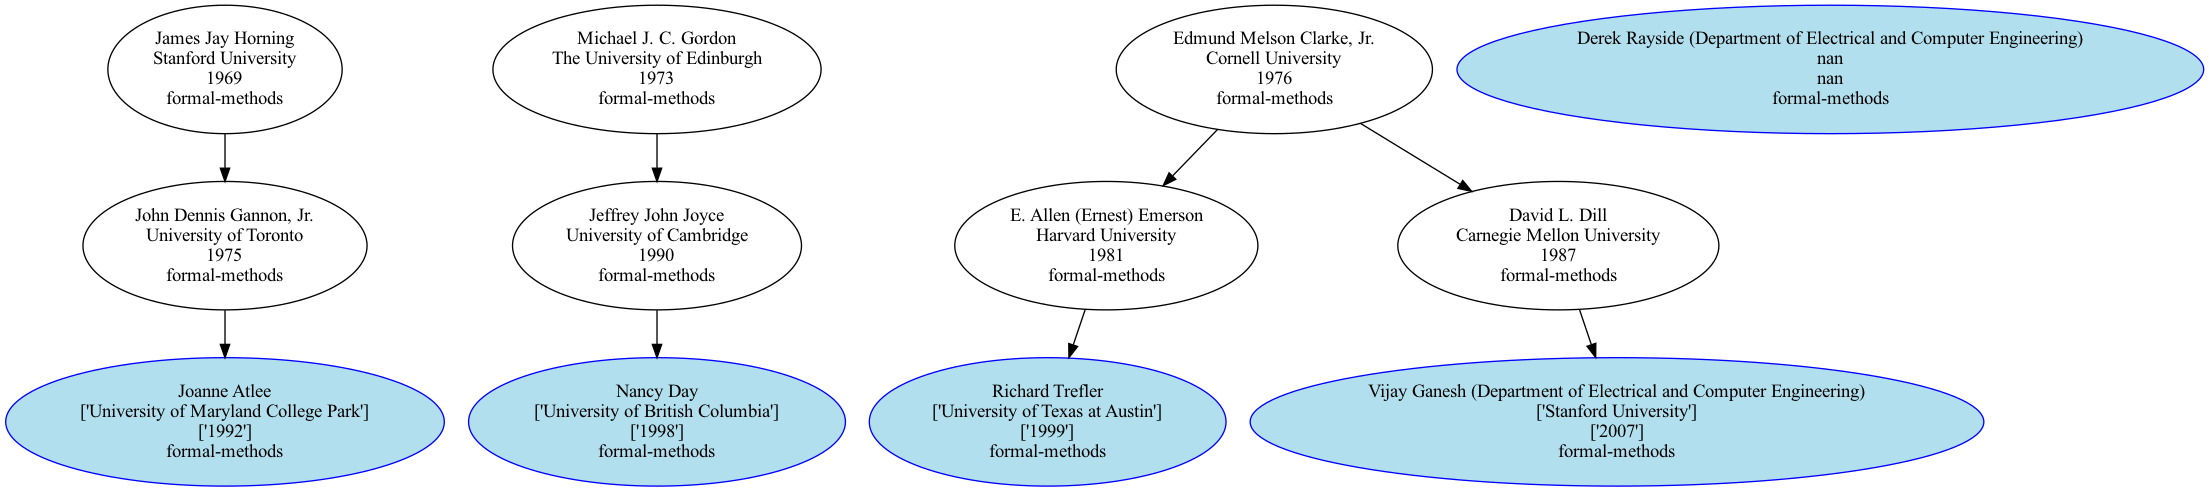 James Jay Horning
Stanford University
1969
formal-methods
Michael J. C. Gordon
The University of Edinburgh
1973
formal-methods
Edmund Melson Clarke, Jr.
Cornell University
1976
formal-methods
Derek Rayside (Department of Electrical and Computer Engineering)
nan
nan
formal-methods
John Dennis Gannon, Jr.
University of Toronto
1975
formal-methods
Jeffrey John Joyce
University of Cambridge
1990
formal-methods
E. Allen (Ernest) Emerson
Harvard University
1981
formal-methods
David L. Dill
Carnegie Mellon University
1987
formal-methods
Joanne Atlee
['University of Maryland College Park']
['1992']
formal-methods
Nancy Day
['University of British Columbia']
['1998']
formal-methods
Richard Trefler
['University of Texas at Austin']
['1999']
formal-methods
Vijay Ganesh (Department of Electrical and Computer Engineering)
['Stanford University']
['2007']
formal-methods